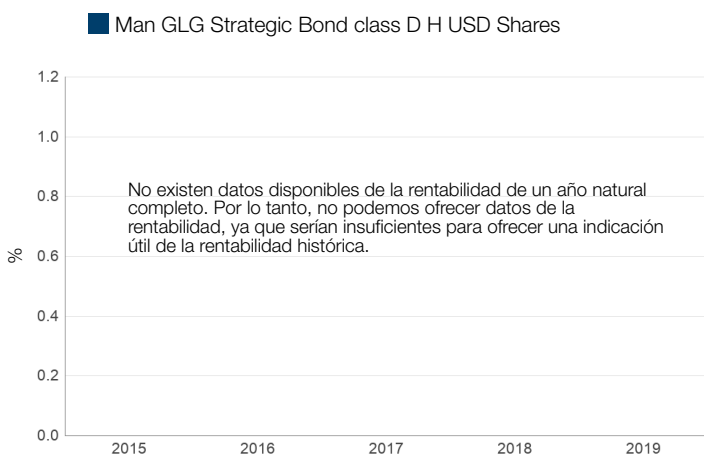 Man GLG Strategic Bond class D H USD Shares
1.2
1.0
No existen datos disponibles de la rentabilidad de un año natural
completo. Por lo tanto, no podemos ofrecer datos de la
rentabilidad, ya que serían insuficientes para ofrecer una indicación
útil de la rentabilidad histórica.
0.8
%
0.6
0.4
0.2
0.0
2015 2016 2017 2018 2019